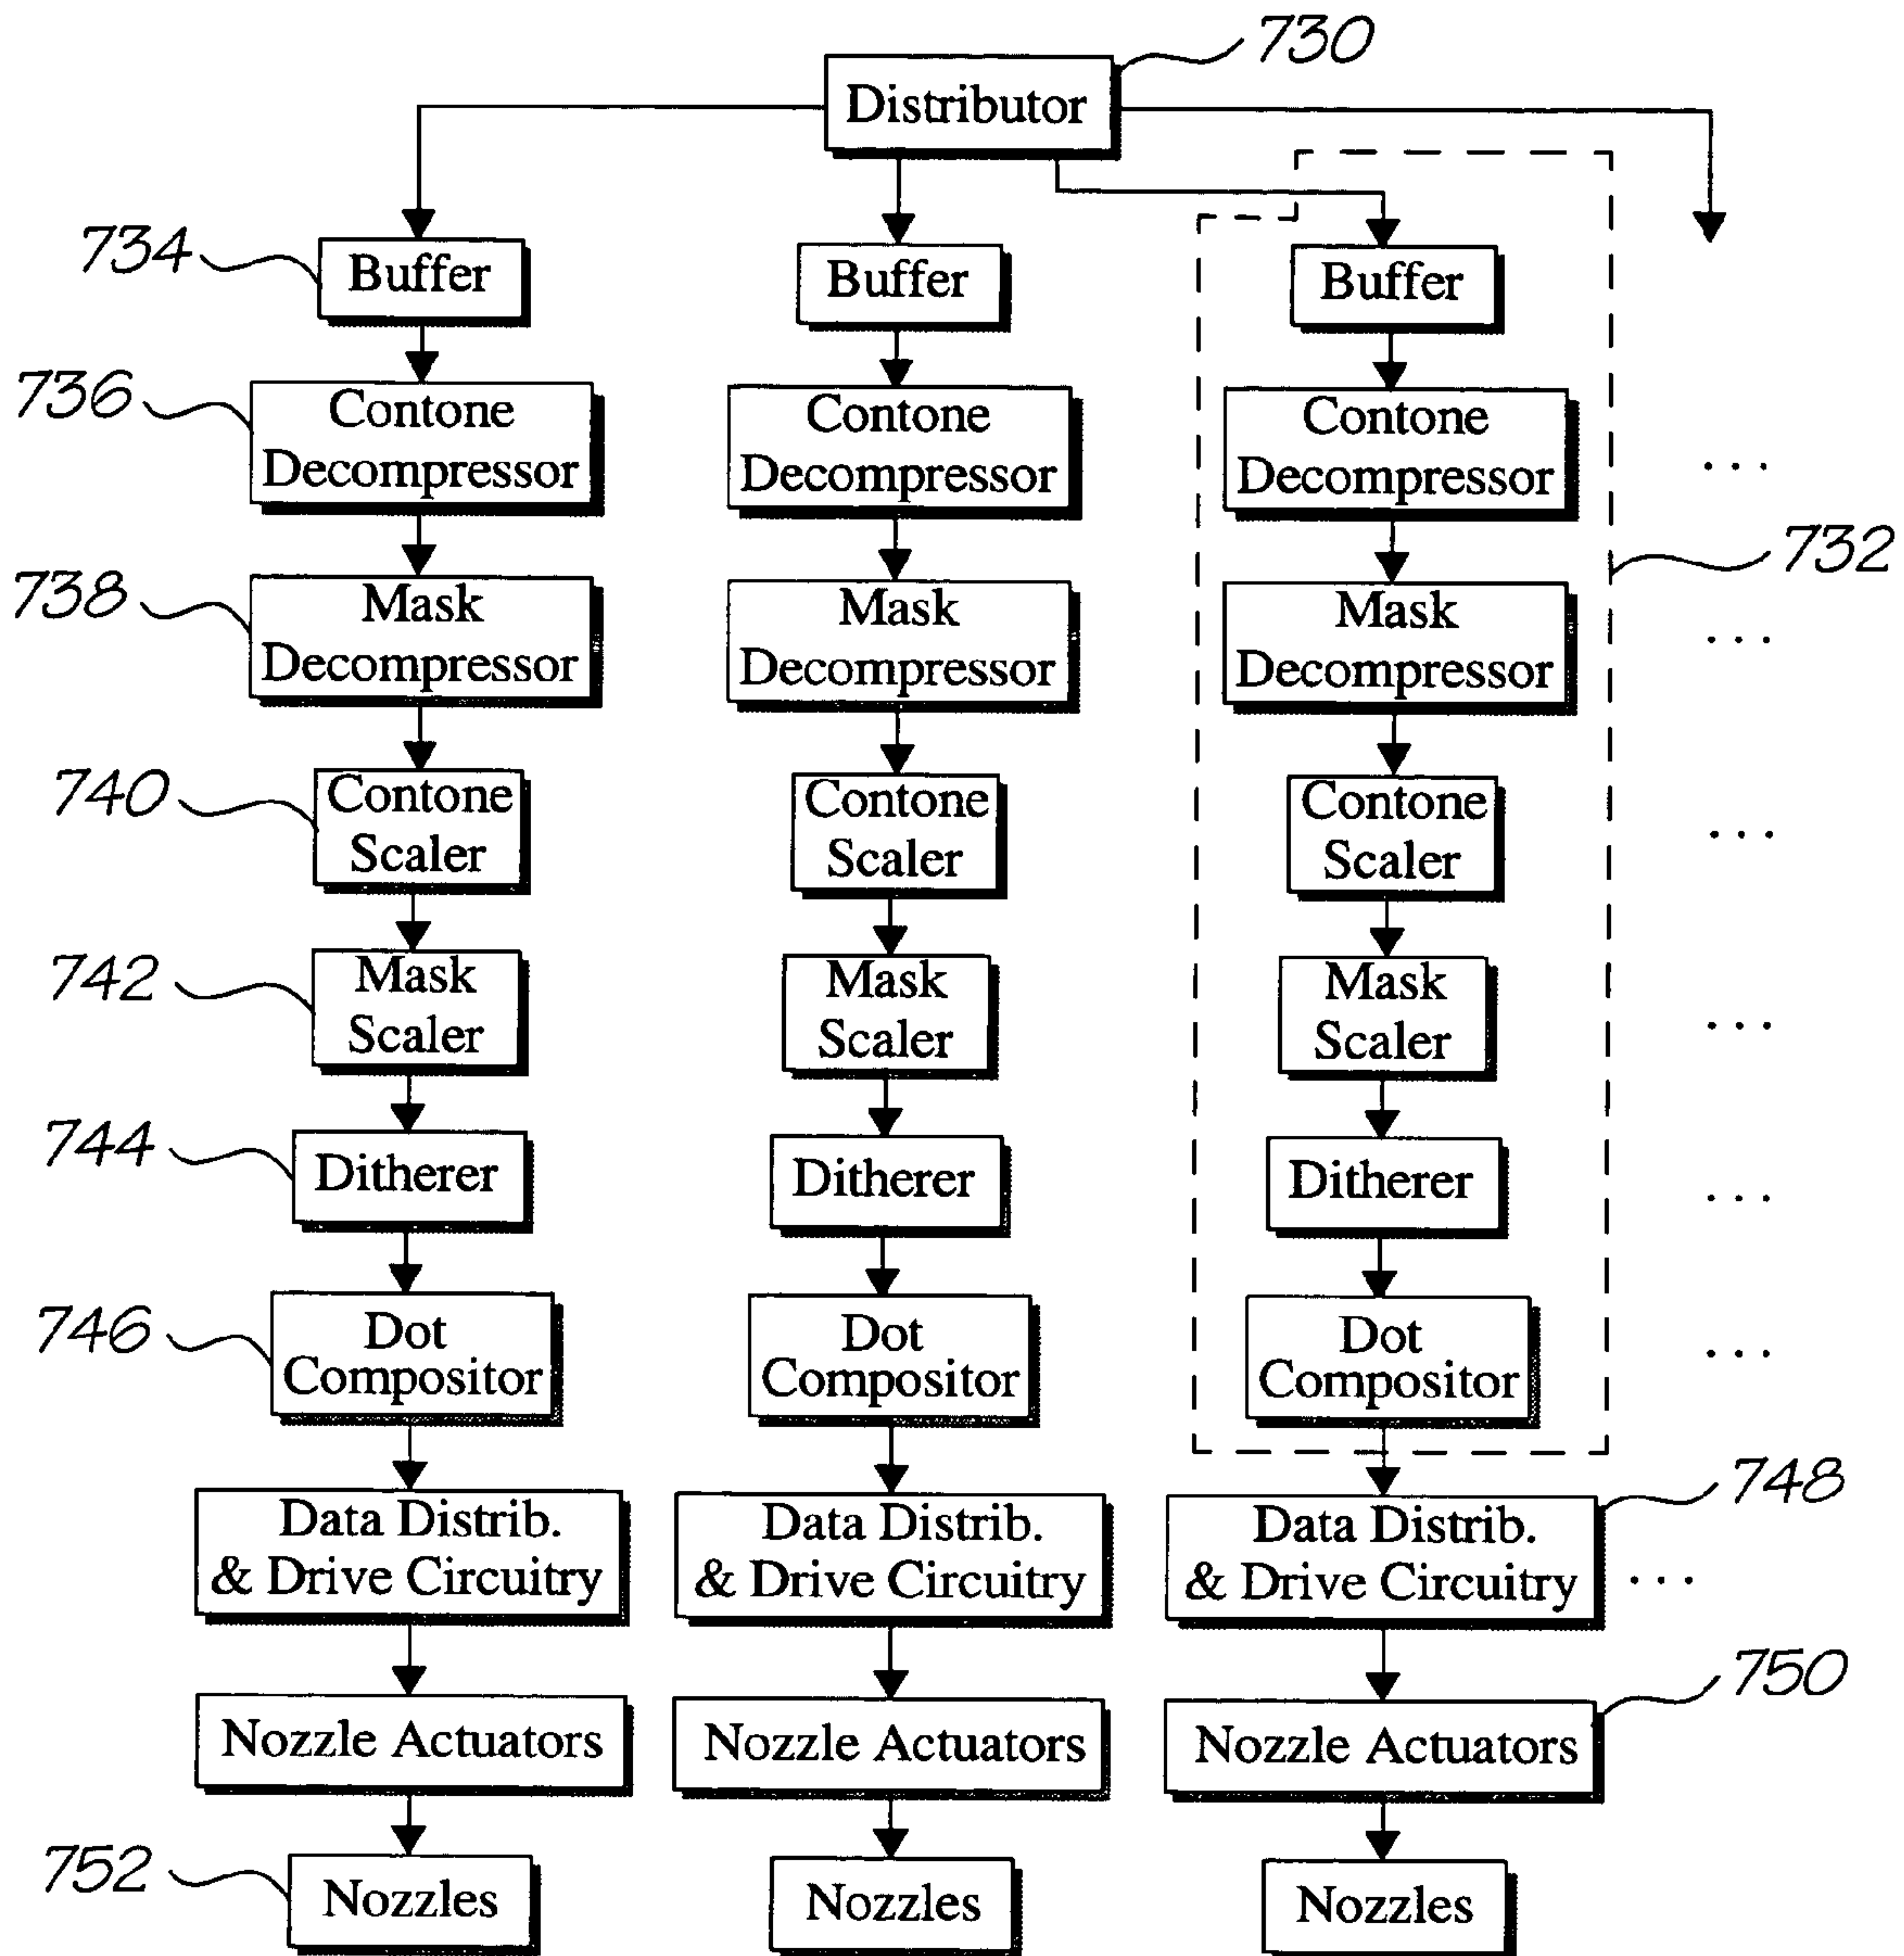 730
Distributor
734
Buffer
Buffer
Buffer
736
Contone
Decompressor
Contone
Decompressor
Contone
Decompressor
...
732
738
Mask
Decompressor
Mask
Decompressor
Mask
Decompressor
...
740
Contone
Scaler
Contone
Scaler
Contone
Scaler
...
742
Mask
Scaler
Mask
Scaler
Mask
Scaler
...
744
Ditherer
Ditherer
Ditherer
...
746
Dot
Compositor
Dot
Compositor
Dot
Compositor
...
748
Data Distrib.
& Drive Circuitry
Data Distrib.
& Drive Circuitry
Data Distrib.
& Drive Circuitry
...
750
Nozzle Actuators
Nozzle Actuators
Nozzle Actuators
752
Nozzles
Nozzles
Nozzles